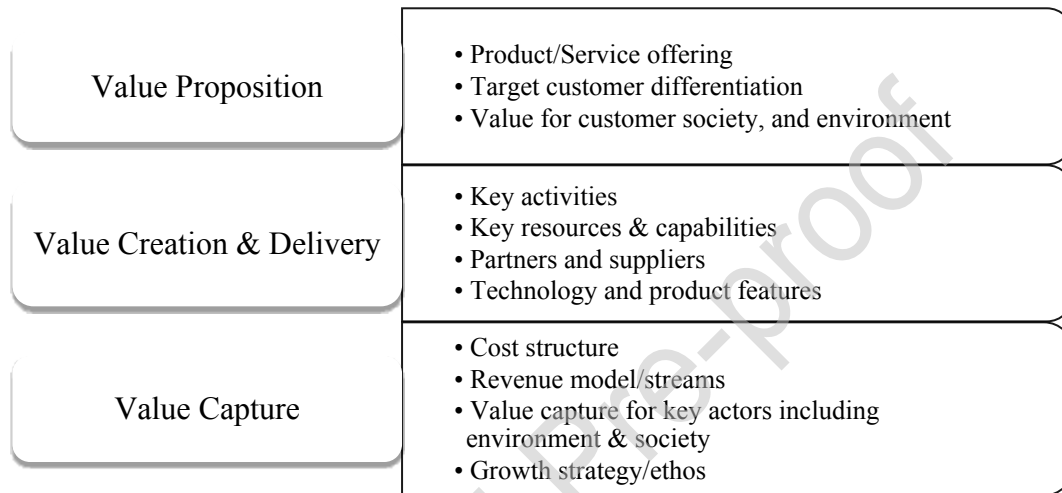 Value Proposition
• Product/Service offering
• Target customer differentiation
• Value for customer society, and environment
Value Creation & Delivery
• Key activities
• Key resources & capabilities
• Partners and suppliers
• Technology and product features
Value Capture
• Cost structure
• Revenue model/streams
• Value capture for key actors including
environment & society
• Growth strategy/ethos
Pre-proof